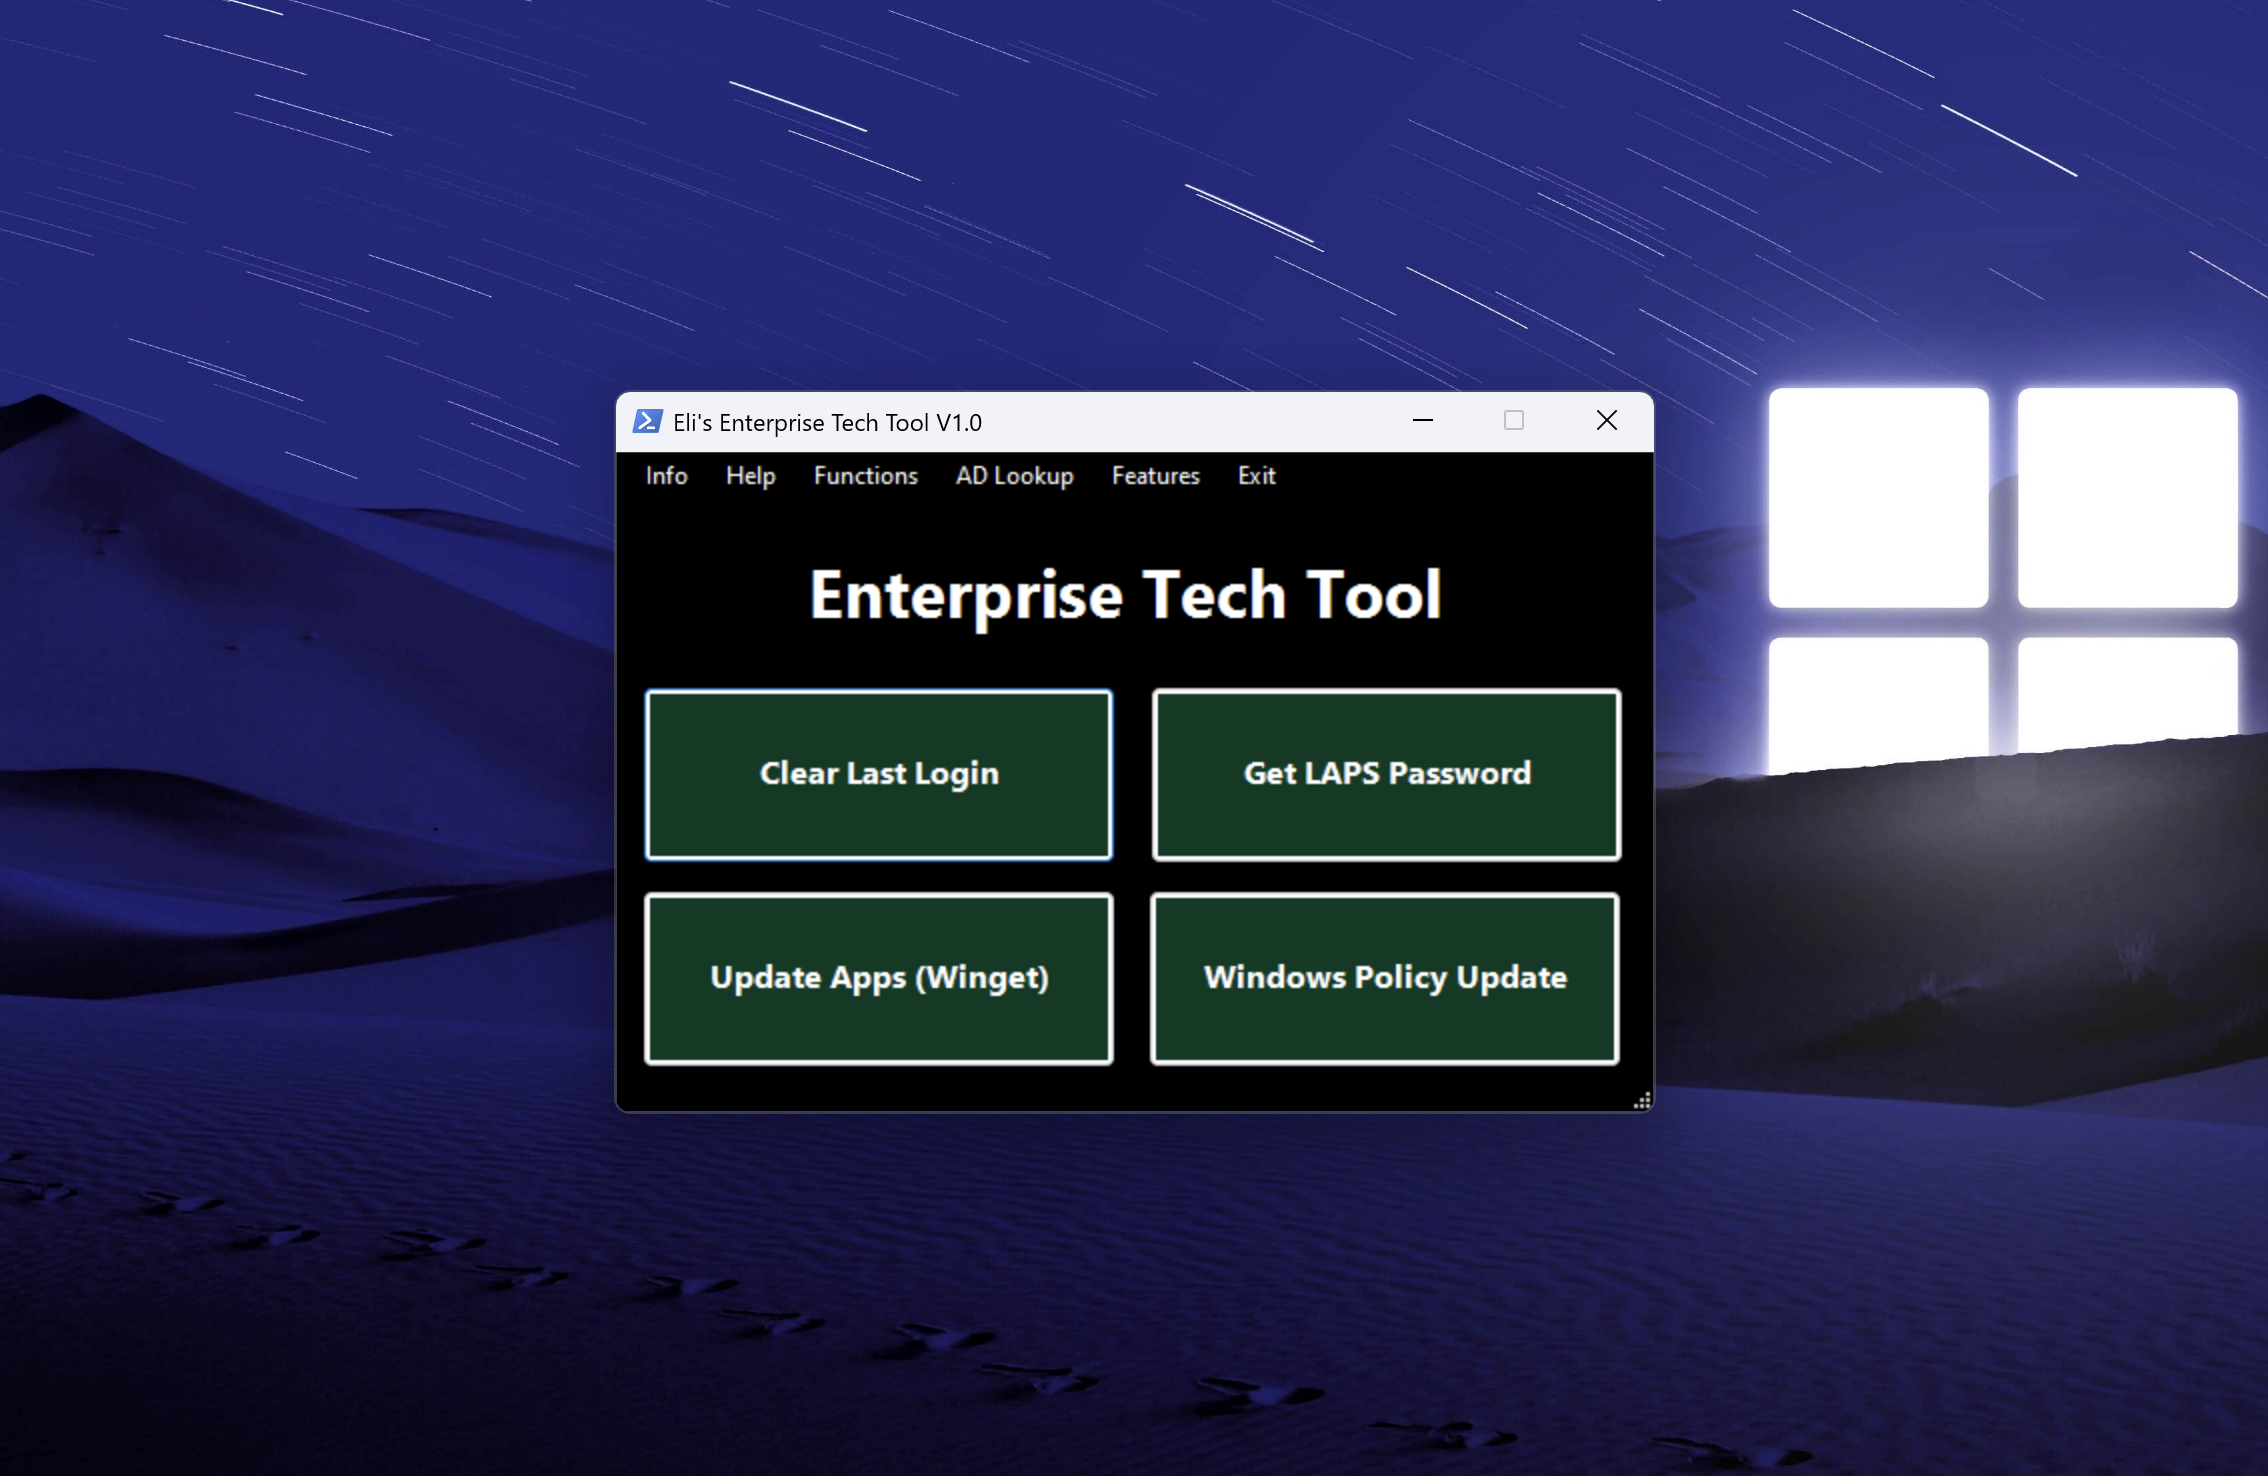 Eli's Enterprise Tech Tool V1.0
Info Help Functions AD Lookup Features Exit
Enterprise Tech Tool
Clear Last Login
Get LAPS Password
Update Apps (Winget)
Windows Policy Update